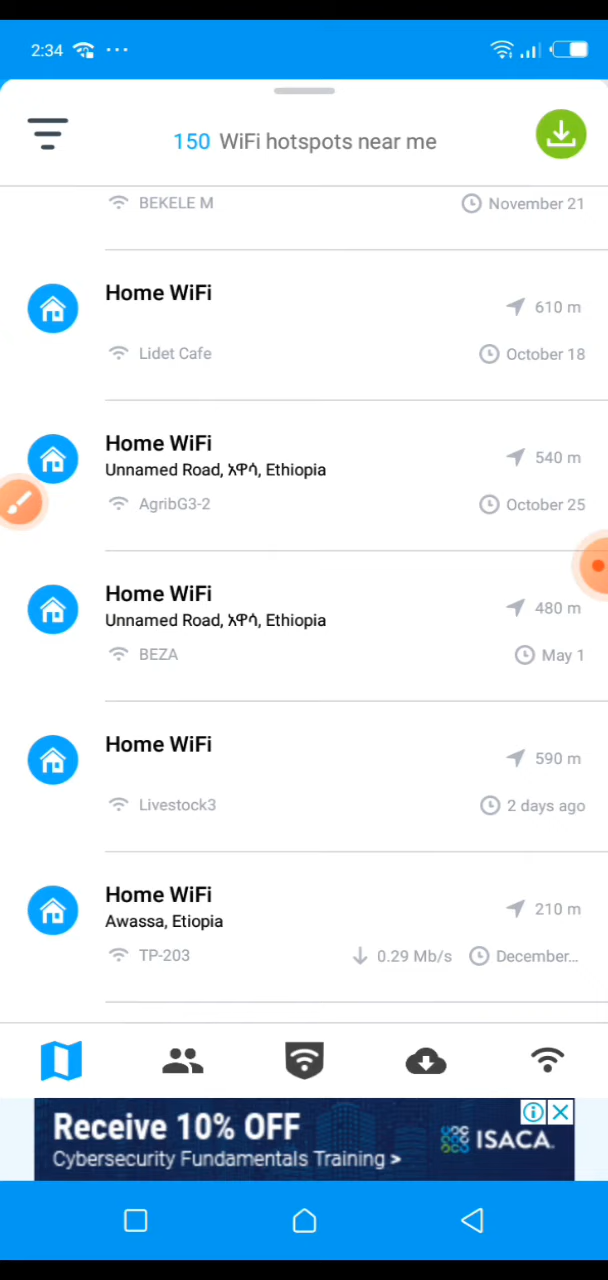 2:34
150 WiFi hotspots near me
BEKELE M November 21
Home WiFi
610 m
Lidet Cafe October 18
Home WiFi
Unnamed Road, አዋሳ, Ethiopia
540 m
AgribG3-2 October 25
Home WiFi
Unnamed Road, አዋሳ, Ethiopia
480 m
BEZA May 1
Home WiFi
590 m
Livestock3 2 days ago
Home WiFi
Awassa, Etiopia
210 m
TP-203 0.29 Mb/s December...
Receive 10% OFF
Cybersecurity Fundamentals Training >
ISACA.